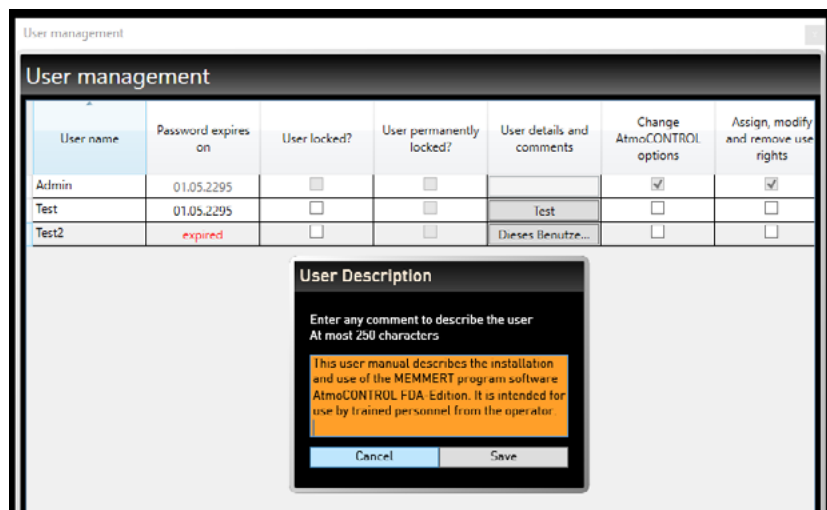 User management
User management
User name
Password expires
on
User locked?
User permanently
locked?
User details and
comments
Change
AtmoCONTROL
options
Assign, modify
and remove use
rights
Admin 01.05.2295
Test 01.05.2295 Test
Test2 expired Dieses Benutze...
User Description
Enter any comment to describe the user
At most 250 characters
This user manual describes the installation
and use of the MEMMERT program software
AtmoCONTROL FDA-Edition. It is intended for
use by trained personnel from the operator.
Cancel Save